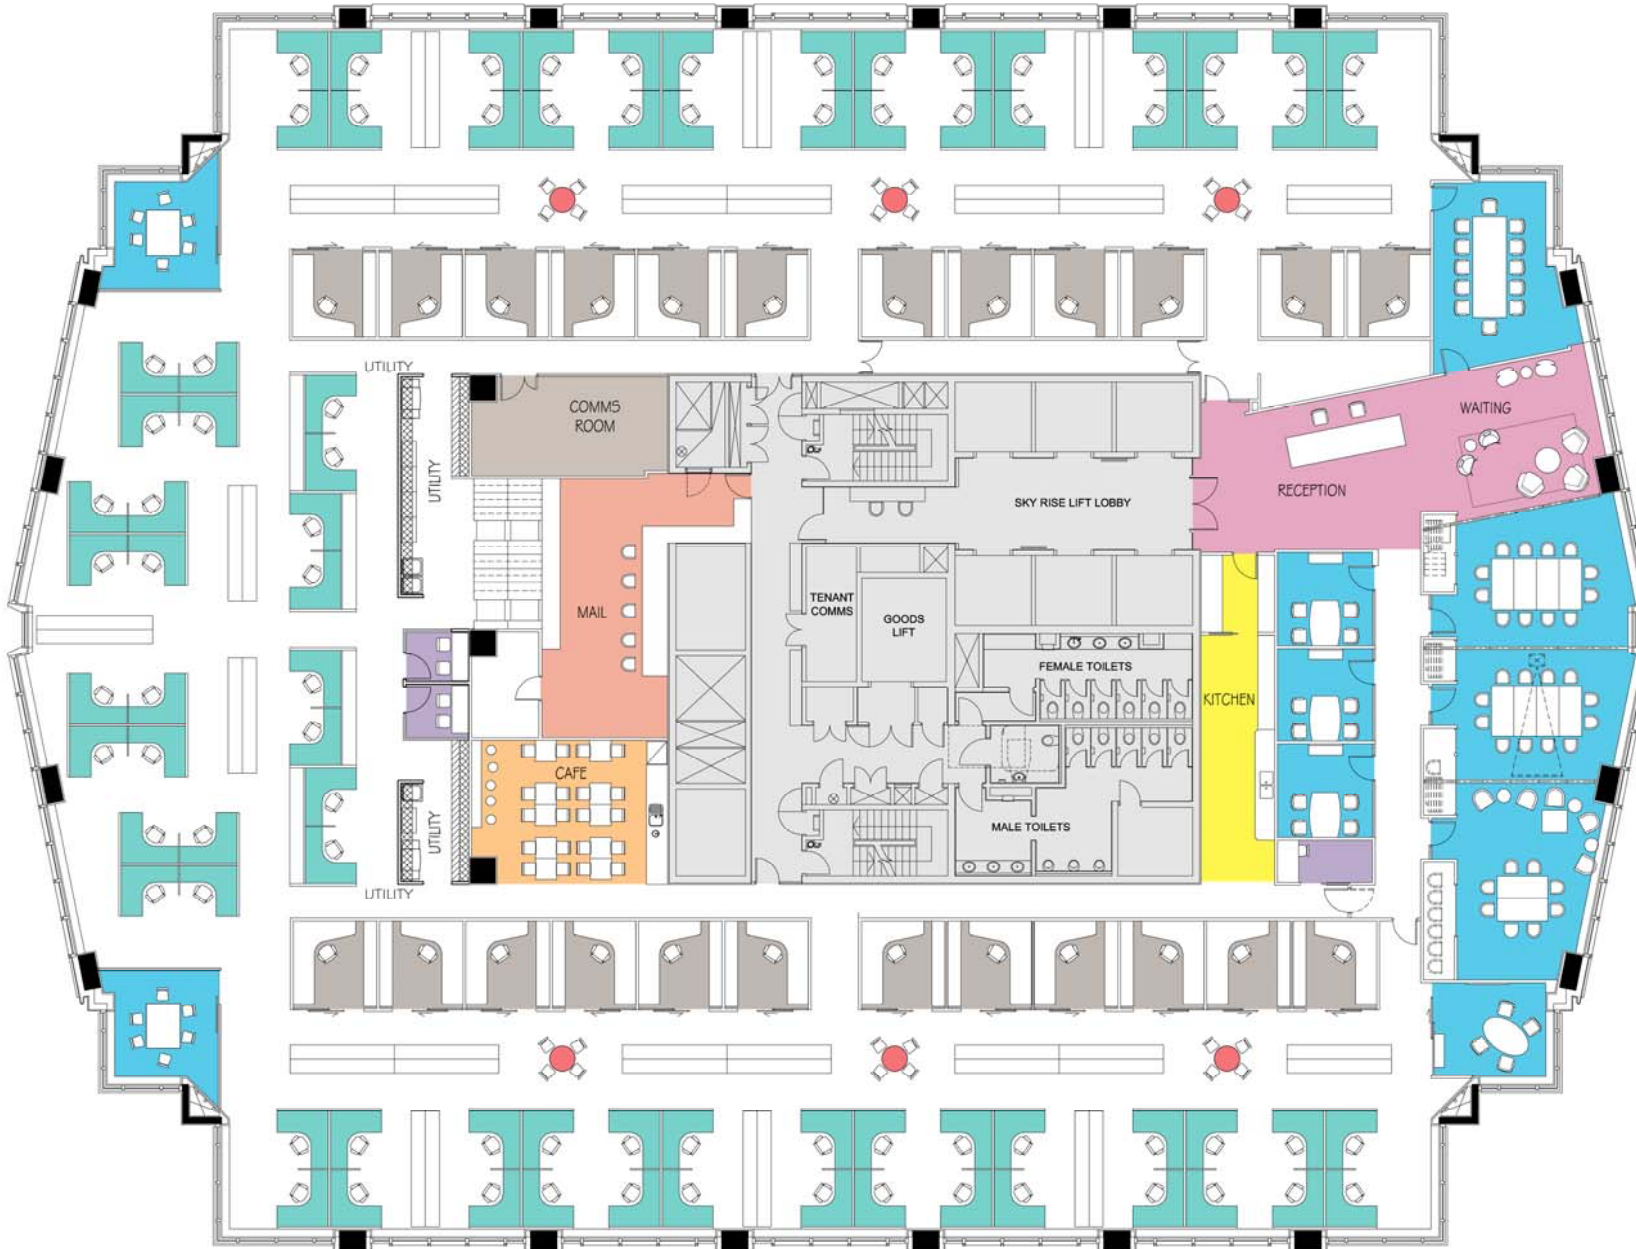 UTILITY
COMMS
ROOM
WAITING
UTILITY
RECEPTION
SKY RISE LIFT LOBBY
MAIL
TENANT
COMMS
GOODS
LIFT
FEMALE TOILETS
KITCHEN
CAFE
UTILITY
MALE TOILETS
UTILITY